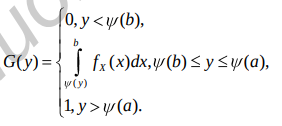 0, y < ψ(b),
G(y) = { ∫_{ψ(y)}^{b} f_X(x)dx, ψ(b) ≤ y ≤ ψ(a),
1, y > ψ(a).